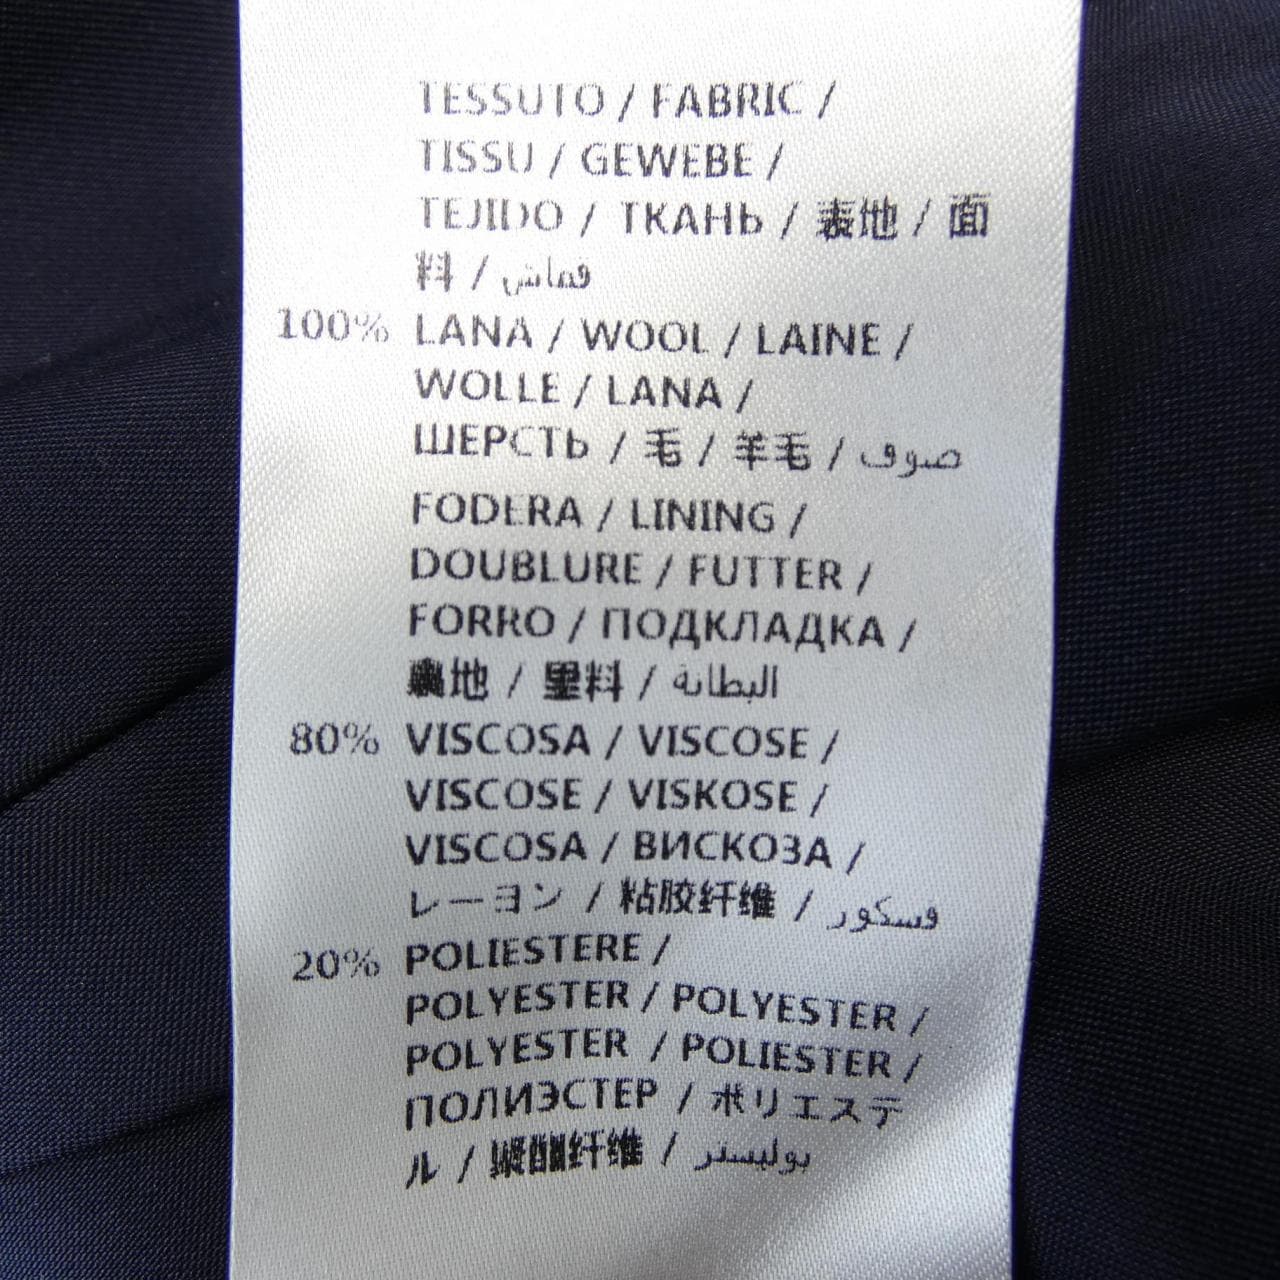 TESSUTO / FABRIC /
TISSU / GEWEBE /
TEJIDO / ТКАНЬ / 表地 / 面
料 / قماش
100% LANA / WOOL / LAINE /
WOLLE / LANA /
ШЕРСТЬ / 毛 / 羊毛 / صوف
FODERA / LINING /
DOUBLURE / FUTTER /
FORRO / ПОДКЛАДКА /
裏地 / 里料 / البطانة
80% VISCOSA / VISCOSE /
VISCOSE / VISKOSE /
VISCOSA / ВИСКОЗА /
レーヨン / 粘胶纤维 / فسكور
20% POLIESTERE /
POLYESTER / POLYESTER /
POLYESTER / POLIESTER /
ПОЛИЭСТЕР / ポリエステ
ル / 聚酯纤维 / بوليستر